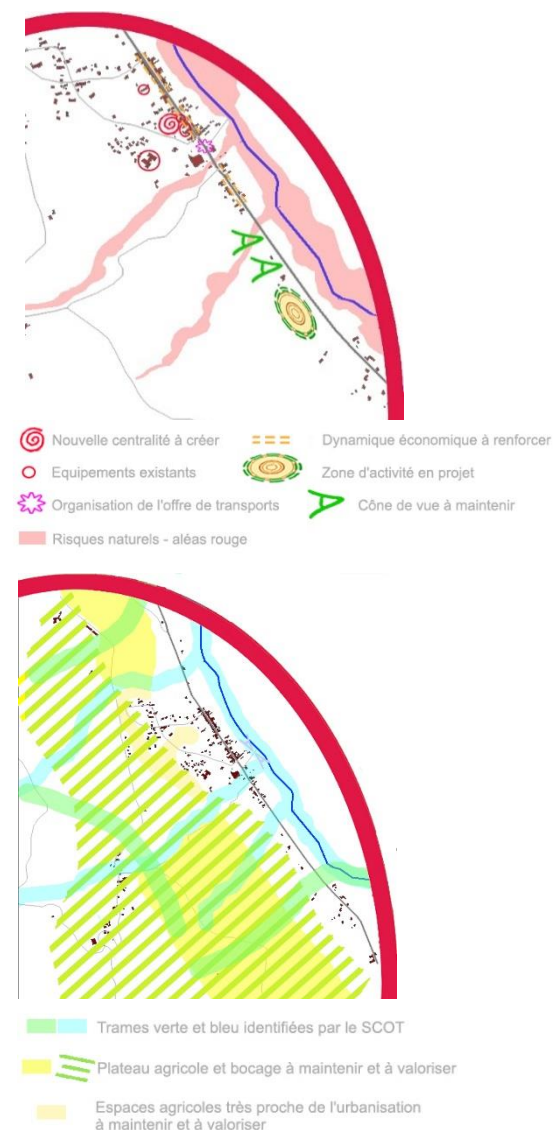 Nouvelle centralité à créer
Dynamique économique à renforcer
Equipements existants
Zone d'activité en projet
Organisation de l'offre de transports
Cône de vue à maintenir
Risques naturels - aléas rouge
Trames verte et bleu identifiées par le SCOT
Plateau agricole et bocage à maintenir et à valoriser
Espaces agricoles très proche de l'urbanisation
à maintenir et à valoriser